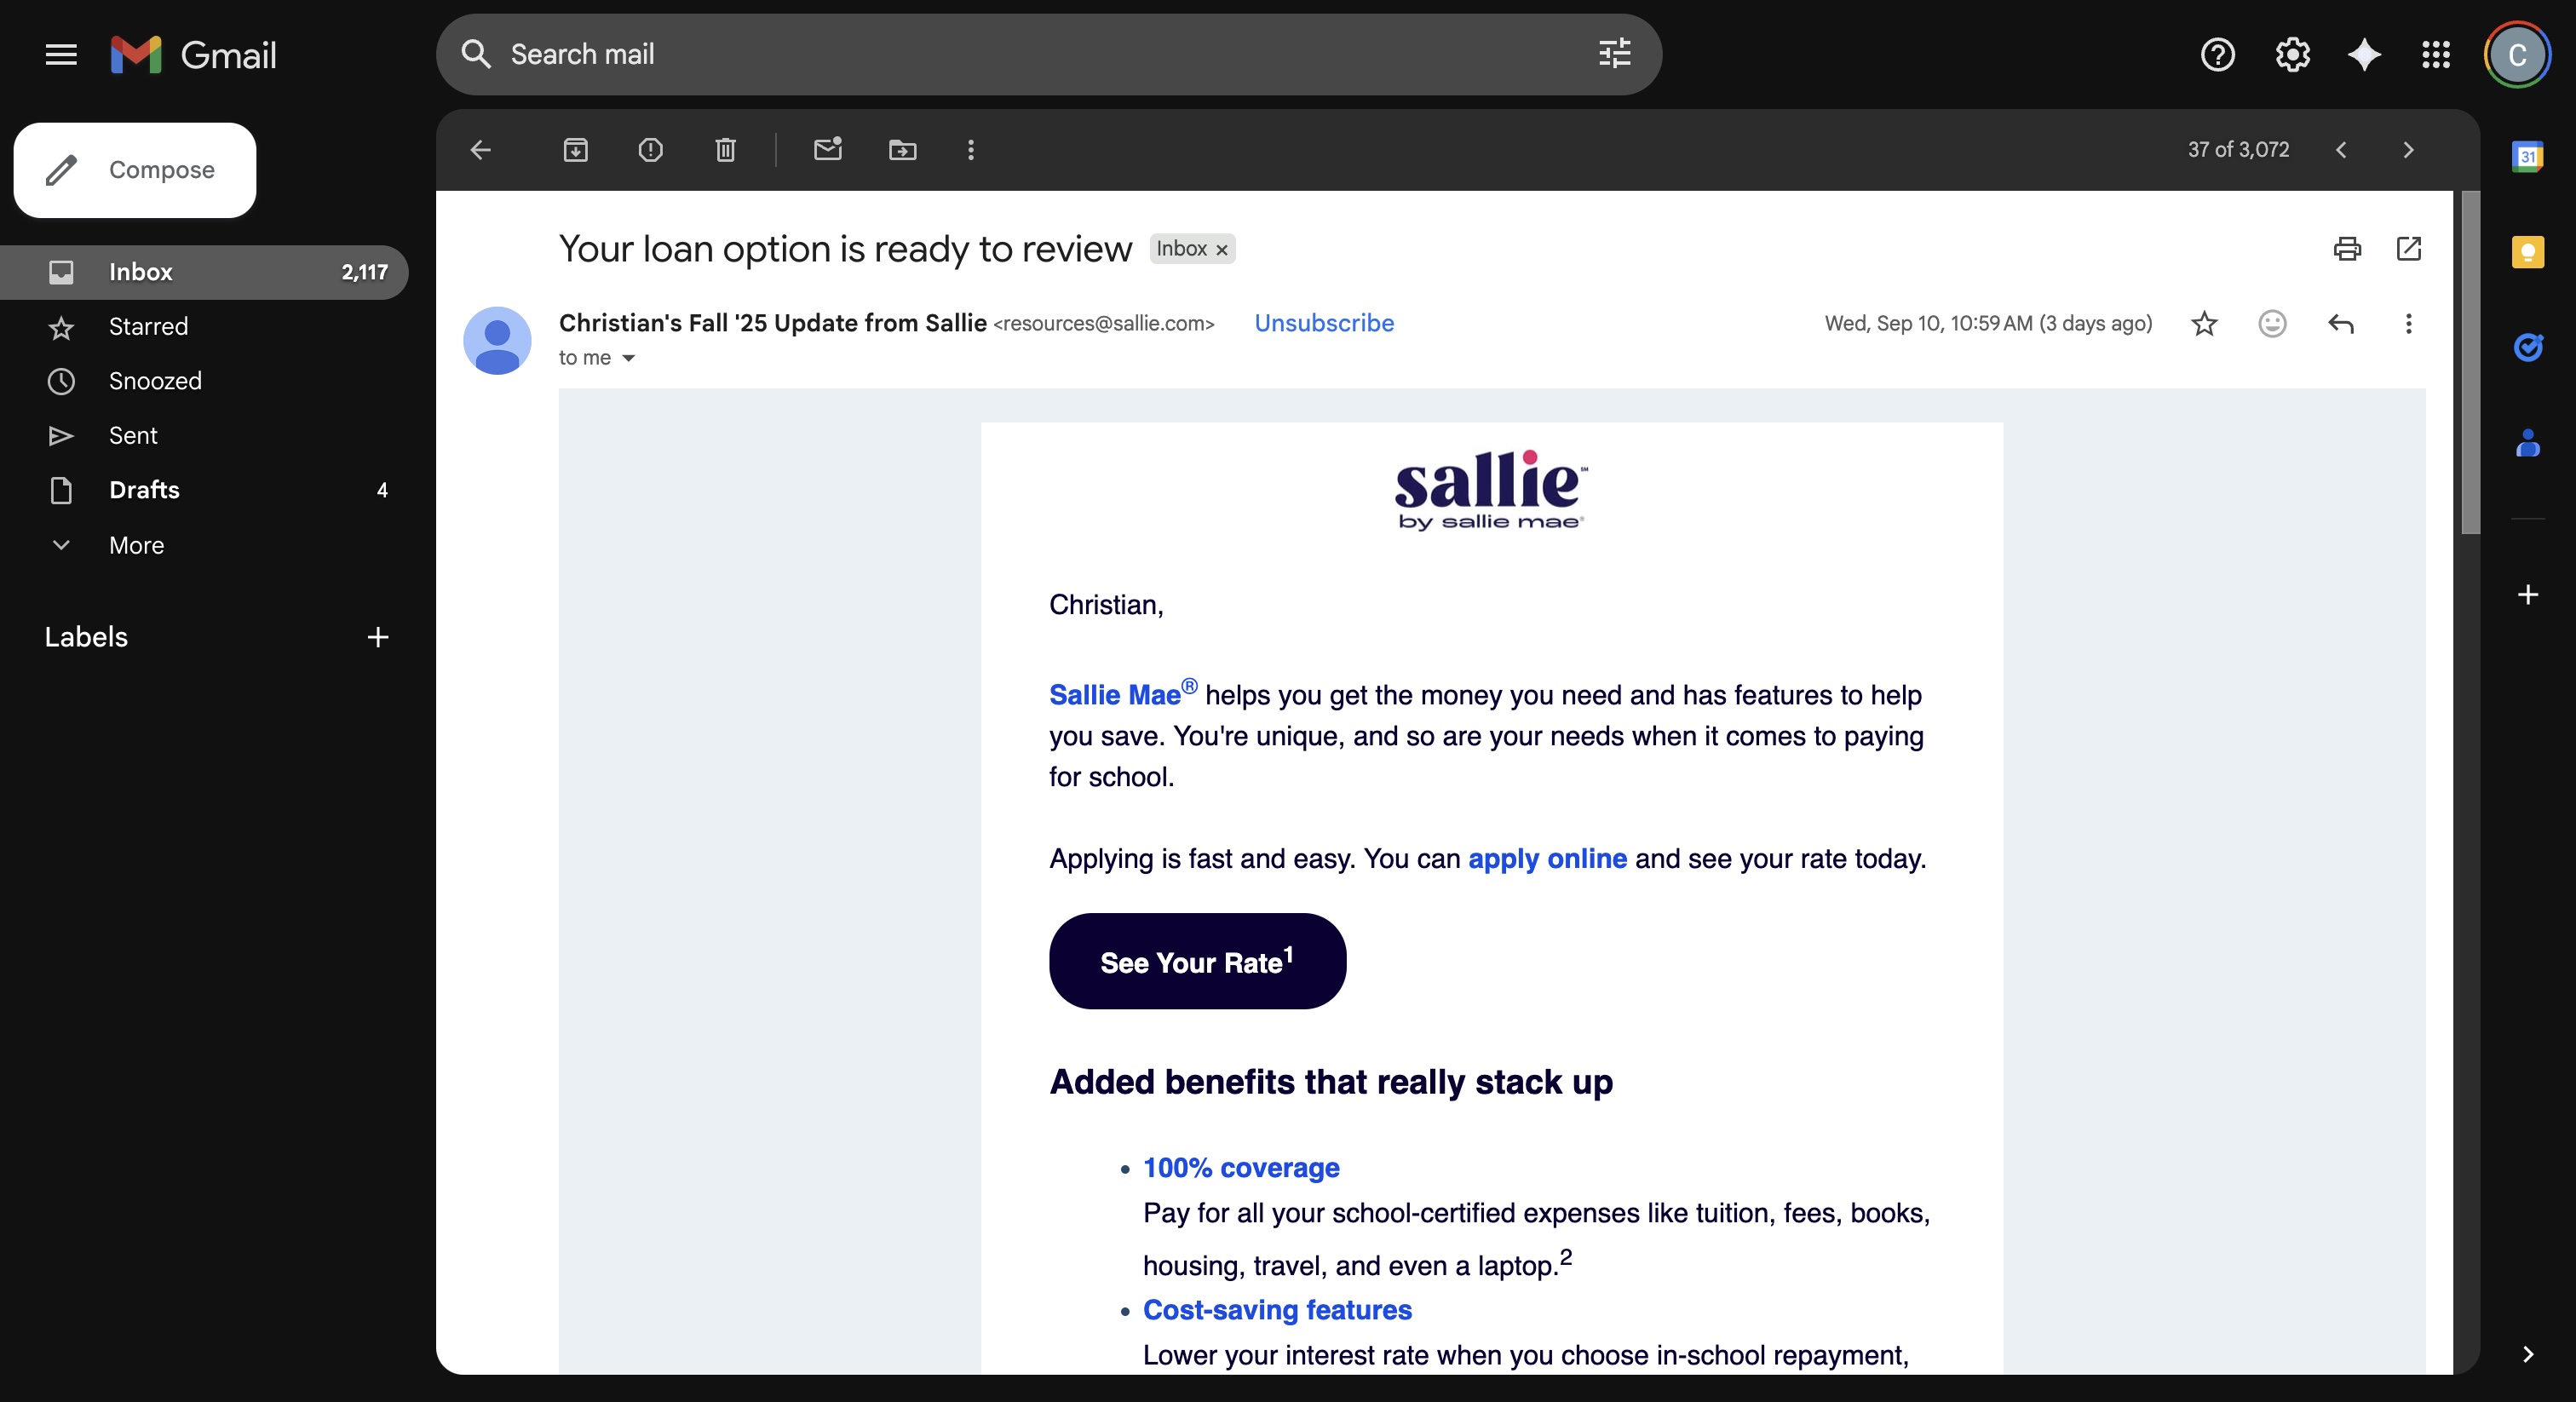 Gmail
Search mail
C
Compose
37 of 3,072
31
Inbox 2,117
Starred
Snoozed
Sent
Drafts 4
More
Labels
Your loan option is ready to review Inbox x
Christian's Fall '25 Update from Sallie <resources@sallie.com> Unsubscribe Wed, Sep 10, 10:59 AM (3 days ago)
to me
sallie℠
by sallie mae®
Christian,
Sallie Mae® helps you get the money you need and has features to help
you save. You're unique, and so are your needs when it comes to paying
for school.
Applying is fast and easy. You can apply online and see your rate today.
See Your Rate¹
Added benefits that really stack up
• 100% coverage
Pay for all your school-certified expenses like tuition, fees, books,
housing, travel, and even a laptop.²
• Cost-saving features
Lower your interest rate when you choose in-school repayment,